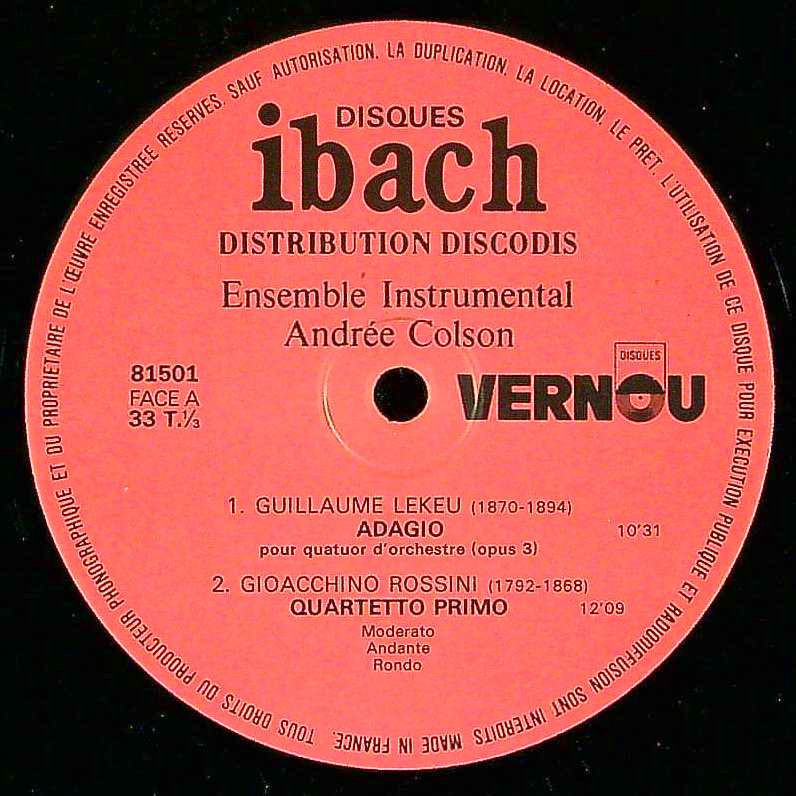 DISQUES
ibach
DISTRIBUTION DISCODIS
Ensemble Instrumental
Andrée Colson
81501
FACE A
33 T.⅓
DISQUES
VERNOU
1. GUILLAUME LEKEU (1870-1894)
ADAGIO 10'31
pour quatuor d'orchestre (opus 3)
2. GIOACCHINO ROSSINI (1792-1868)
QUARTETTO PRIMO 12'09
Moderato
Andante
Rondo
TOUS DROITS DU PRODUCTEUR PHONOGRAPHIQUE ET DU PROPRIETAIRE DE L'ŒUVRE ENREGISTREE RESERVES. SAUF AUTORISATION, LA DUPLICATION, LA LOCATION, LE PRET, L'UTILISATION DE CE DISQUE POUR EXECUTION PUBLIQUE ET RADIODIFFUSION SONT INTERDITS MADE IN FRANCE.